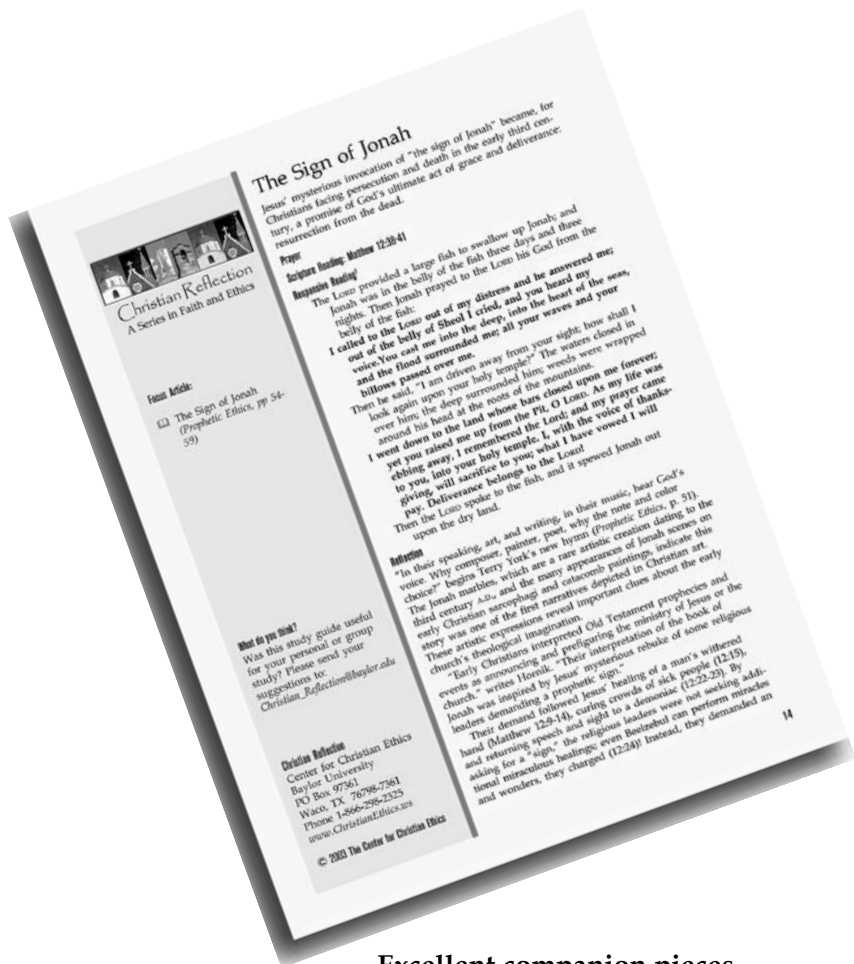 The Sign of Jonah
Jesus' mysterious invocation of "the sign of Jonah" became, for
Christians facing persecution and death in the early third cen-
tury, a promise of God's ultimate act of grace and deliverance:
resurrection from the dead.
Prayer
Scripture Reading: Matthew 12:38-41
Responsive Reading†
The LORD provided a large fish to swallow up Jonah; and
Jonah was in the belly of the fish three days and three
nights. Then Jonah prayed to the LORD his God from the
belly of the fish:
I called to the LORD out of my distress and he answered me;
out of the belly of Sheol I cried, and you heard my
voice.You cast me into the deep, into the heart of the seas,
and the flood surrounded me; all your waves and your
billows passed over me.
Then he said, "I am driven away from your sight; how shall I
look again upon your holy temple?" The waters closed in
over him; the deep surrounded him; weeds were wrapped
around his head at the roots of the mountains.
I went down to the land whose bars closed upon me forever;
yet you raised me up from the Pit, O LORD. As my life was
ebbing away, I remembered the Lord; and my prayer came
to you, into your holy temple. I, with the voice of thanks-
giving, will sacrifice to you; what I have vowed I will
pay. Deliverance belongs to the LORD!
Then the LORD spoke to the fish, and it spewed Jonah out
upon the dry land.
Reflection
"In their speaking, art, and writing, in their music, hear God's
voice. Why composer, painter, poet, why the note and color
choice?" begins Terry York's new hymn (Prophetic Ethics, p. 51).
The Jonah marbles, which are a rare artistic creation dating to the
third century A.D., and the many appearances of Jonah scenes on
early Christian sarcophagi and catacomb paintings, indicate this
story was one of the first narratives depicted in Christian art.
These artistic expressions reveal important clues about the early
church's theological imagination.
"Early Christians interpreted Old Testament prophecies and
events as announcing and prefiguring the ministry of Jesus or the
church," writes Hornik. "Their interpretation of the book of
Jonah was inspired by Jesus' mysterious rebuke of some religious
leaders demanding a prophetic sign."
Their demand followed Jesus' healing of a man's withered
hand (Matthew 12:9-14), curing crowds of sick people (12:15),
and returning speech and sight to a demoniac (12:22-23). By
asking for a "sign," the religious leaders were not seeking addi-
tional miraculous healings; even Beelzebul can perform miracles
and wonders, they charged (12:24)! Instead, they demanded an
14
Christian Reflection
A Series in Faith and Ethics
Focus Article:
The Sign of Jonah
(Prophetic Ethics, pp 54-
59)
What do you think?
Was this study guide useful
for your personal or group
study? Please send your
suggestions to:
Christian_Reflection@baylor.edu
Christian Reflection
Center for Christian Ethics
Baylor University
PO Box 97361
Waco, TX 76798-7361
Phone 1-866-298-2325
www.ChristianEthics.ws
© 2003 The Center for Christian Ethics
Excellent companion pieces